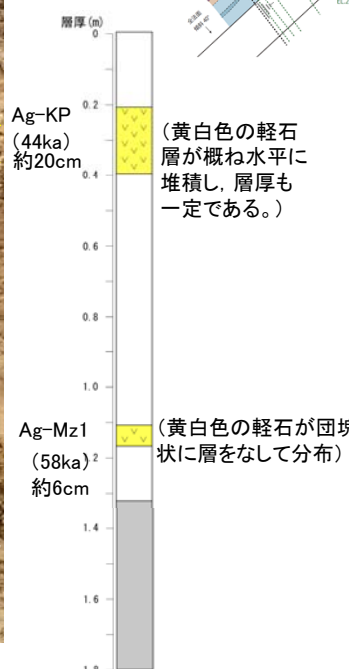 層厚(m)
0
0.2
0.4
0.6
0.8
1.0
1.4
1.6
Ag-KP
(44ka)
約20cm
(黄白色の軽石
層が概ね水平に
堆積し,層厚も
一定である。)
Ag-Mz1
(58ka)
約6cm
(黄白色の軽石が団塊
状に層をなして分布)